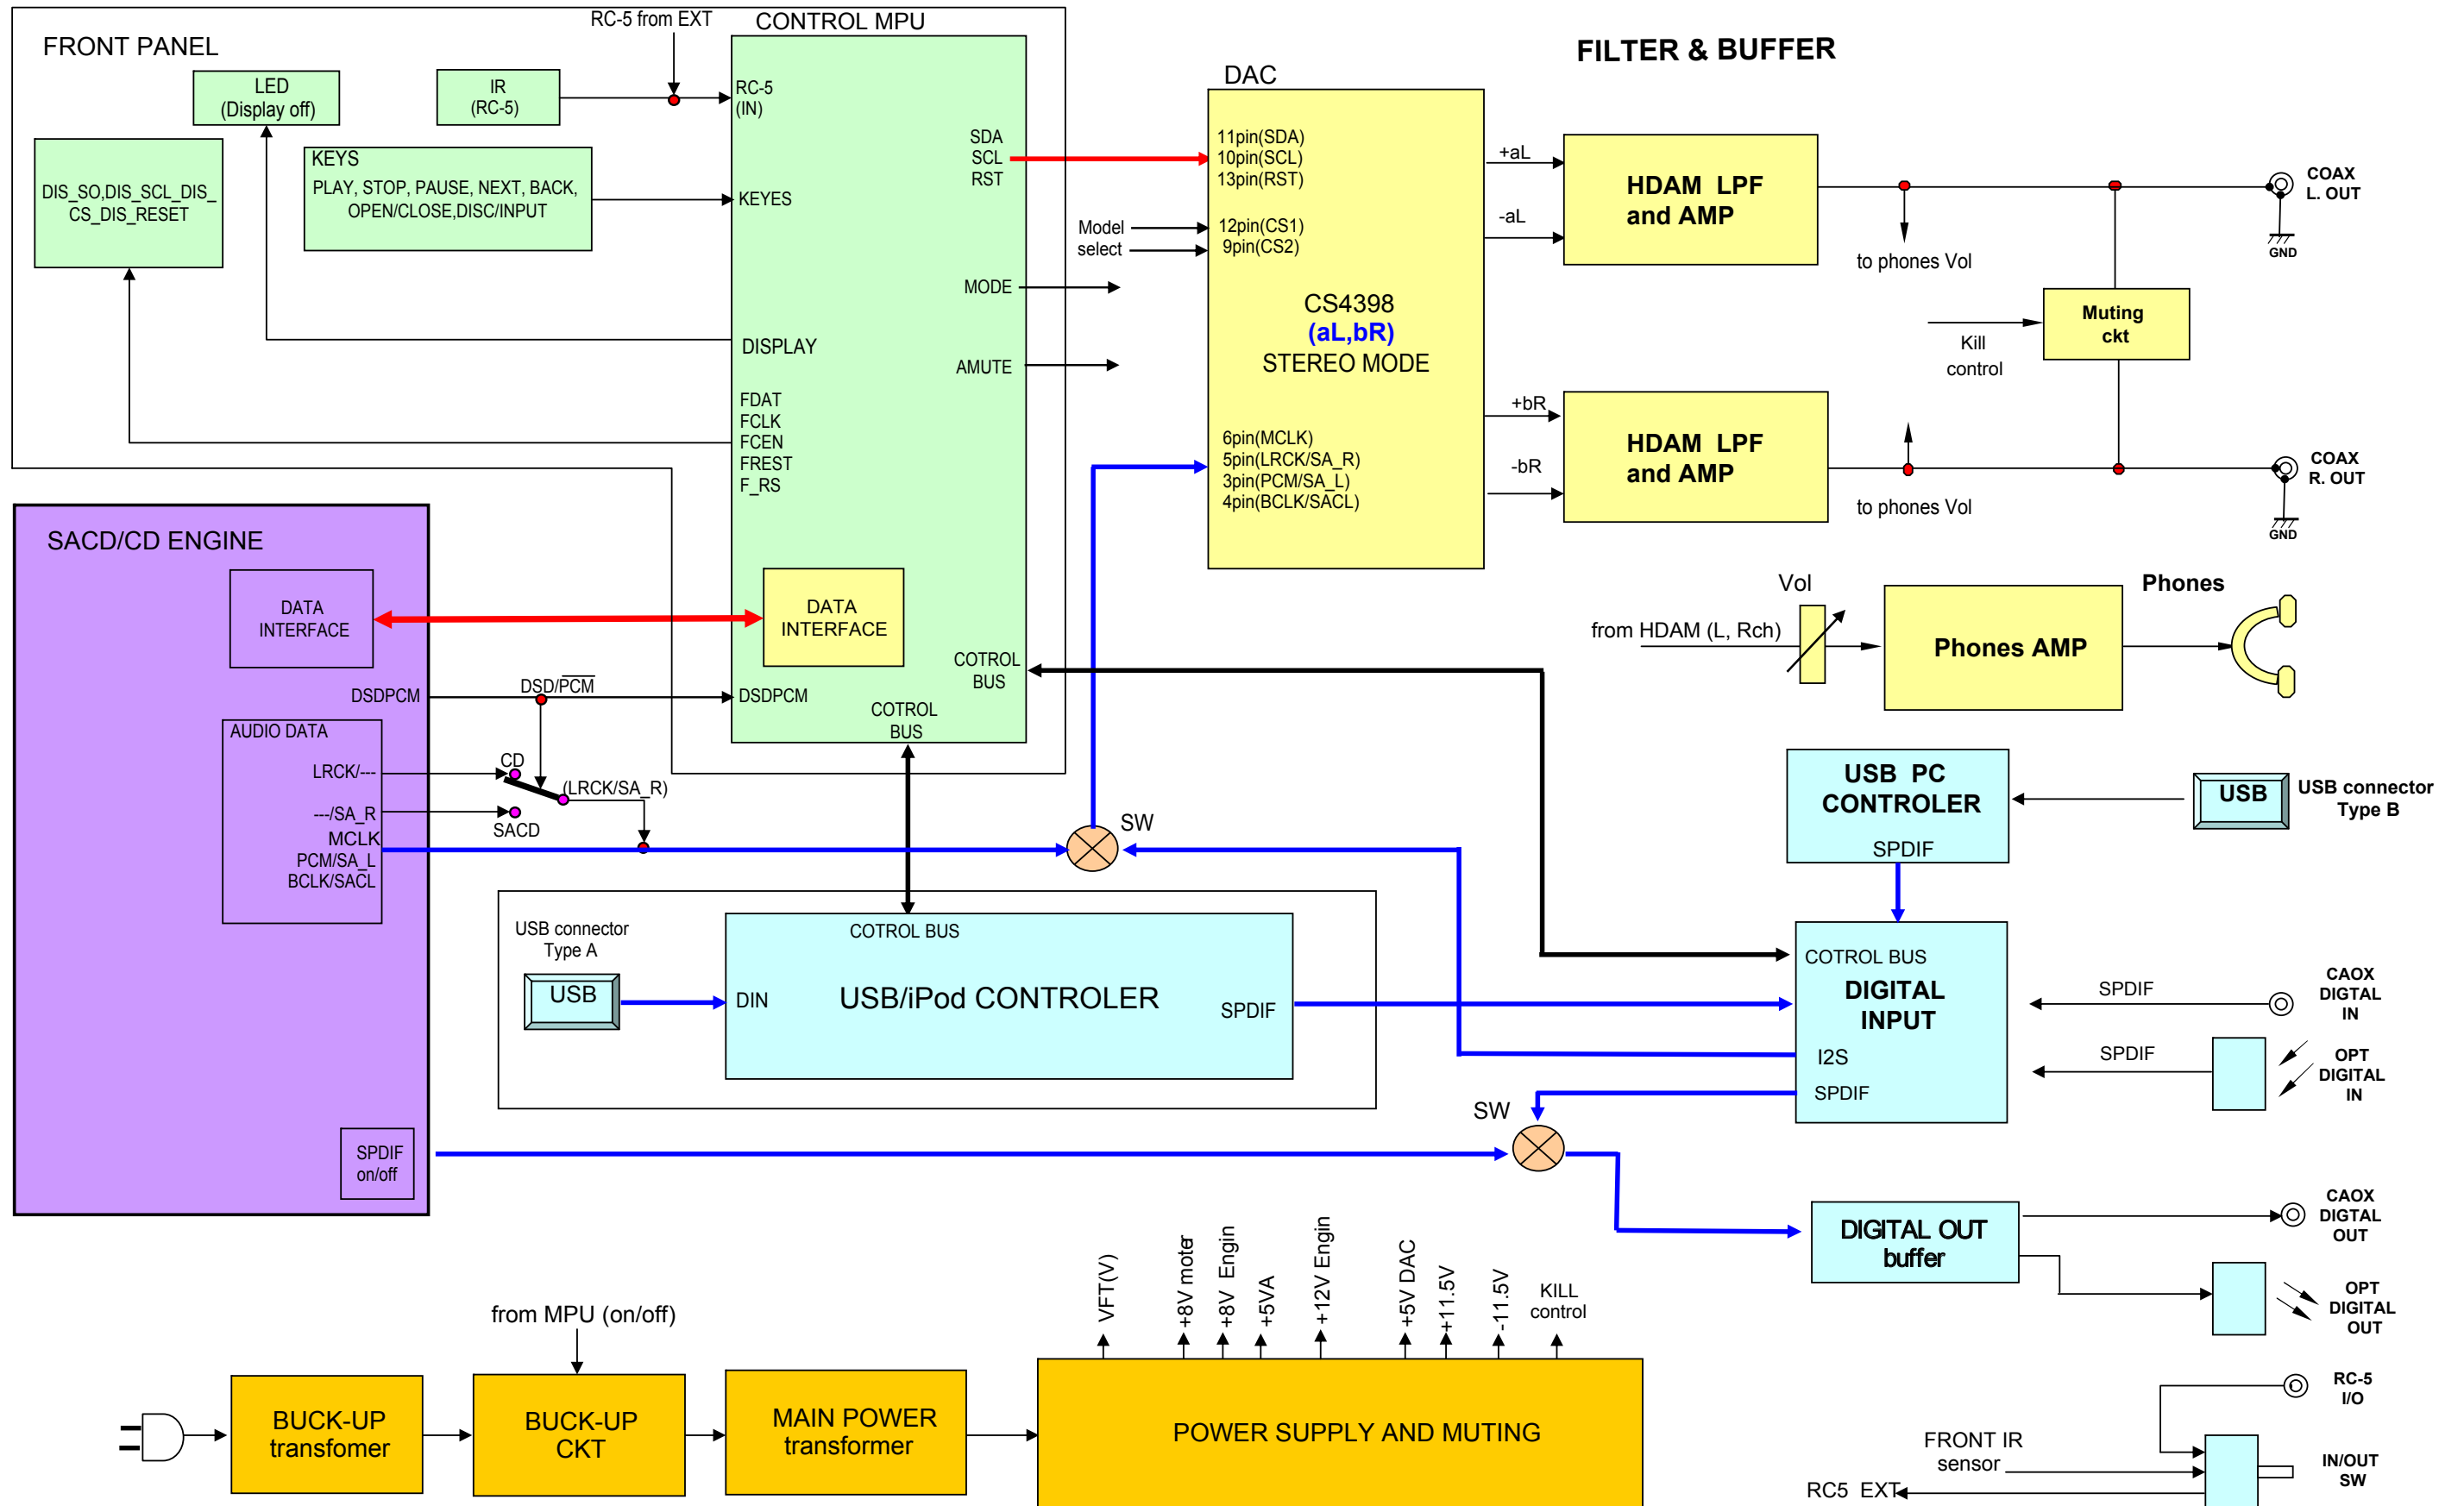 RC-5 from EXT
CONTROL MPU
FRONT PANEL
LED
(Display off)
IR
(RC-5)
RC-5
(IN)
DIS_SO,DIS_SCL_DIS_
CS_DIS_RESET
KEYS
PLAY, STOP, PAUSE, NEXT, BACK,
OPEN/CLOSE,DISC/INPUT
KEYES
SDA
SCL
RST
MODE
DISPLAY
AMUTE
FDAT
FCLK
FCEN
FREST
F_RS
DATA
INTERFACE
COTROL
BUS
DSDPCM
COTROL
BUS
FILTER & BUFFER
DAC
11pin(SDA)
10pin(SCL)
13pin(RST)
Model
select
12pin(CS1)
9pin(CS2)
CS4398
(aL,bR)
STEREO MODE
6pin(MCLK)
5pin(LRCK/SA_R)
3pin(PCM/SA_L)
4pin(BCLK/SACL)
+aL
-aL
HDAM LPF
and AMP
to phones Vol
COAX
L. OUT
GND
Muting
ckt
Kill
control
+bR
-bR
HDAM LPF
and AMP
to phones Vol
COAX
R. OUT
GND
Vol
Phones
from HDAM (L, Rch)
Phones AMP
SACD/CD ENGINE
DATA
INTERFACE
DSDPCM
DSD/PCM
AUDIO DATA
LRCK/---
---/SA_R
MCLK
PCM/SA_L
BCLK/SACL
CD
(LRCK/SA_R)
SACD
SW
SPDIF
on/off
USB connector
Type A
USB
COTROL BUS
DIN
USB/iPod CONTROLER
SPDIF
USB PC
CONTROLER
SPDIF
USB
USB connector
Type B
COTROL BUS
DIGITAL
INPUT
I2S
SPDIF
SPDIF
CAOX
DIGTAL
IN
SPDIF
OPT
DIGITAL
IN
SW
DIGITAL OUT
buffer
CAOX
DIGTAL
OUT
OPT
DIGITAL
OUT
from MPU (on/off)
VFT(V)
+8V moter
+8V Engin
+5VA
+12V Engin
+5V DAC
+11.5V
-11.5V
KILL
control
BUCK-UP
transfomer
BUCK-UP
CKT
MAIN POWER
transformer
POWER SUPPLY AND MUTING
RC-5
I/O
FRONT IR
sensor
IN/OUT
SW
RC5 EXT